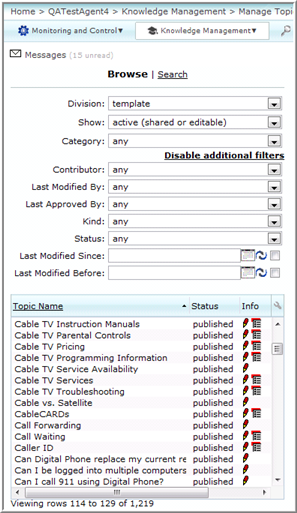 Home > QATestAgent4 > Knowledge Management > Manage Topi
Monitoring and Control▼ Knowledge Management▼
Messages (15 unread)
Browse | Search
Division: template
Show: active (shared or editable)
Category: any
Disable additional filters
Contributor: any
Last Modified By: any
Last Approved By: any
Kind: any
Status: any
Last Modified Since:
Last Modified Before:
Topic Name Status Info
Cable TV Instruction Manuals published
Cable TV Parental Controls published
Cable TV Pricing published
Cable TV Programming Information published
Cable TV Service Availability published
Cable TV Services published
Cable TV Troubleshooting published
Cable vs. Satellite published
CableCARDs published
Call Forwarding published
Call Waiting published
Caller ID published
Can Digital Phone replace my current re published
Can I be logged into multiple computers published
Can I call 911 using Digital Phone? published
Viewing rows 114 to 129 of 1,219